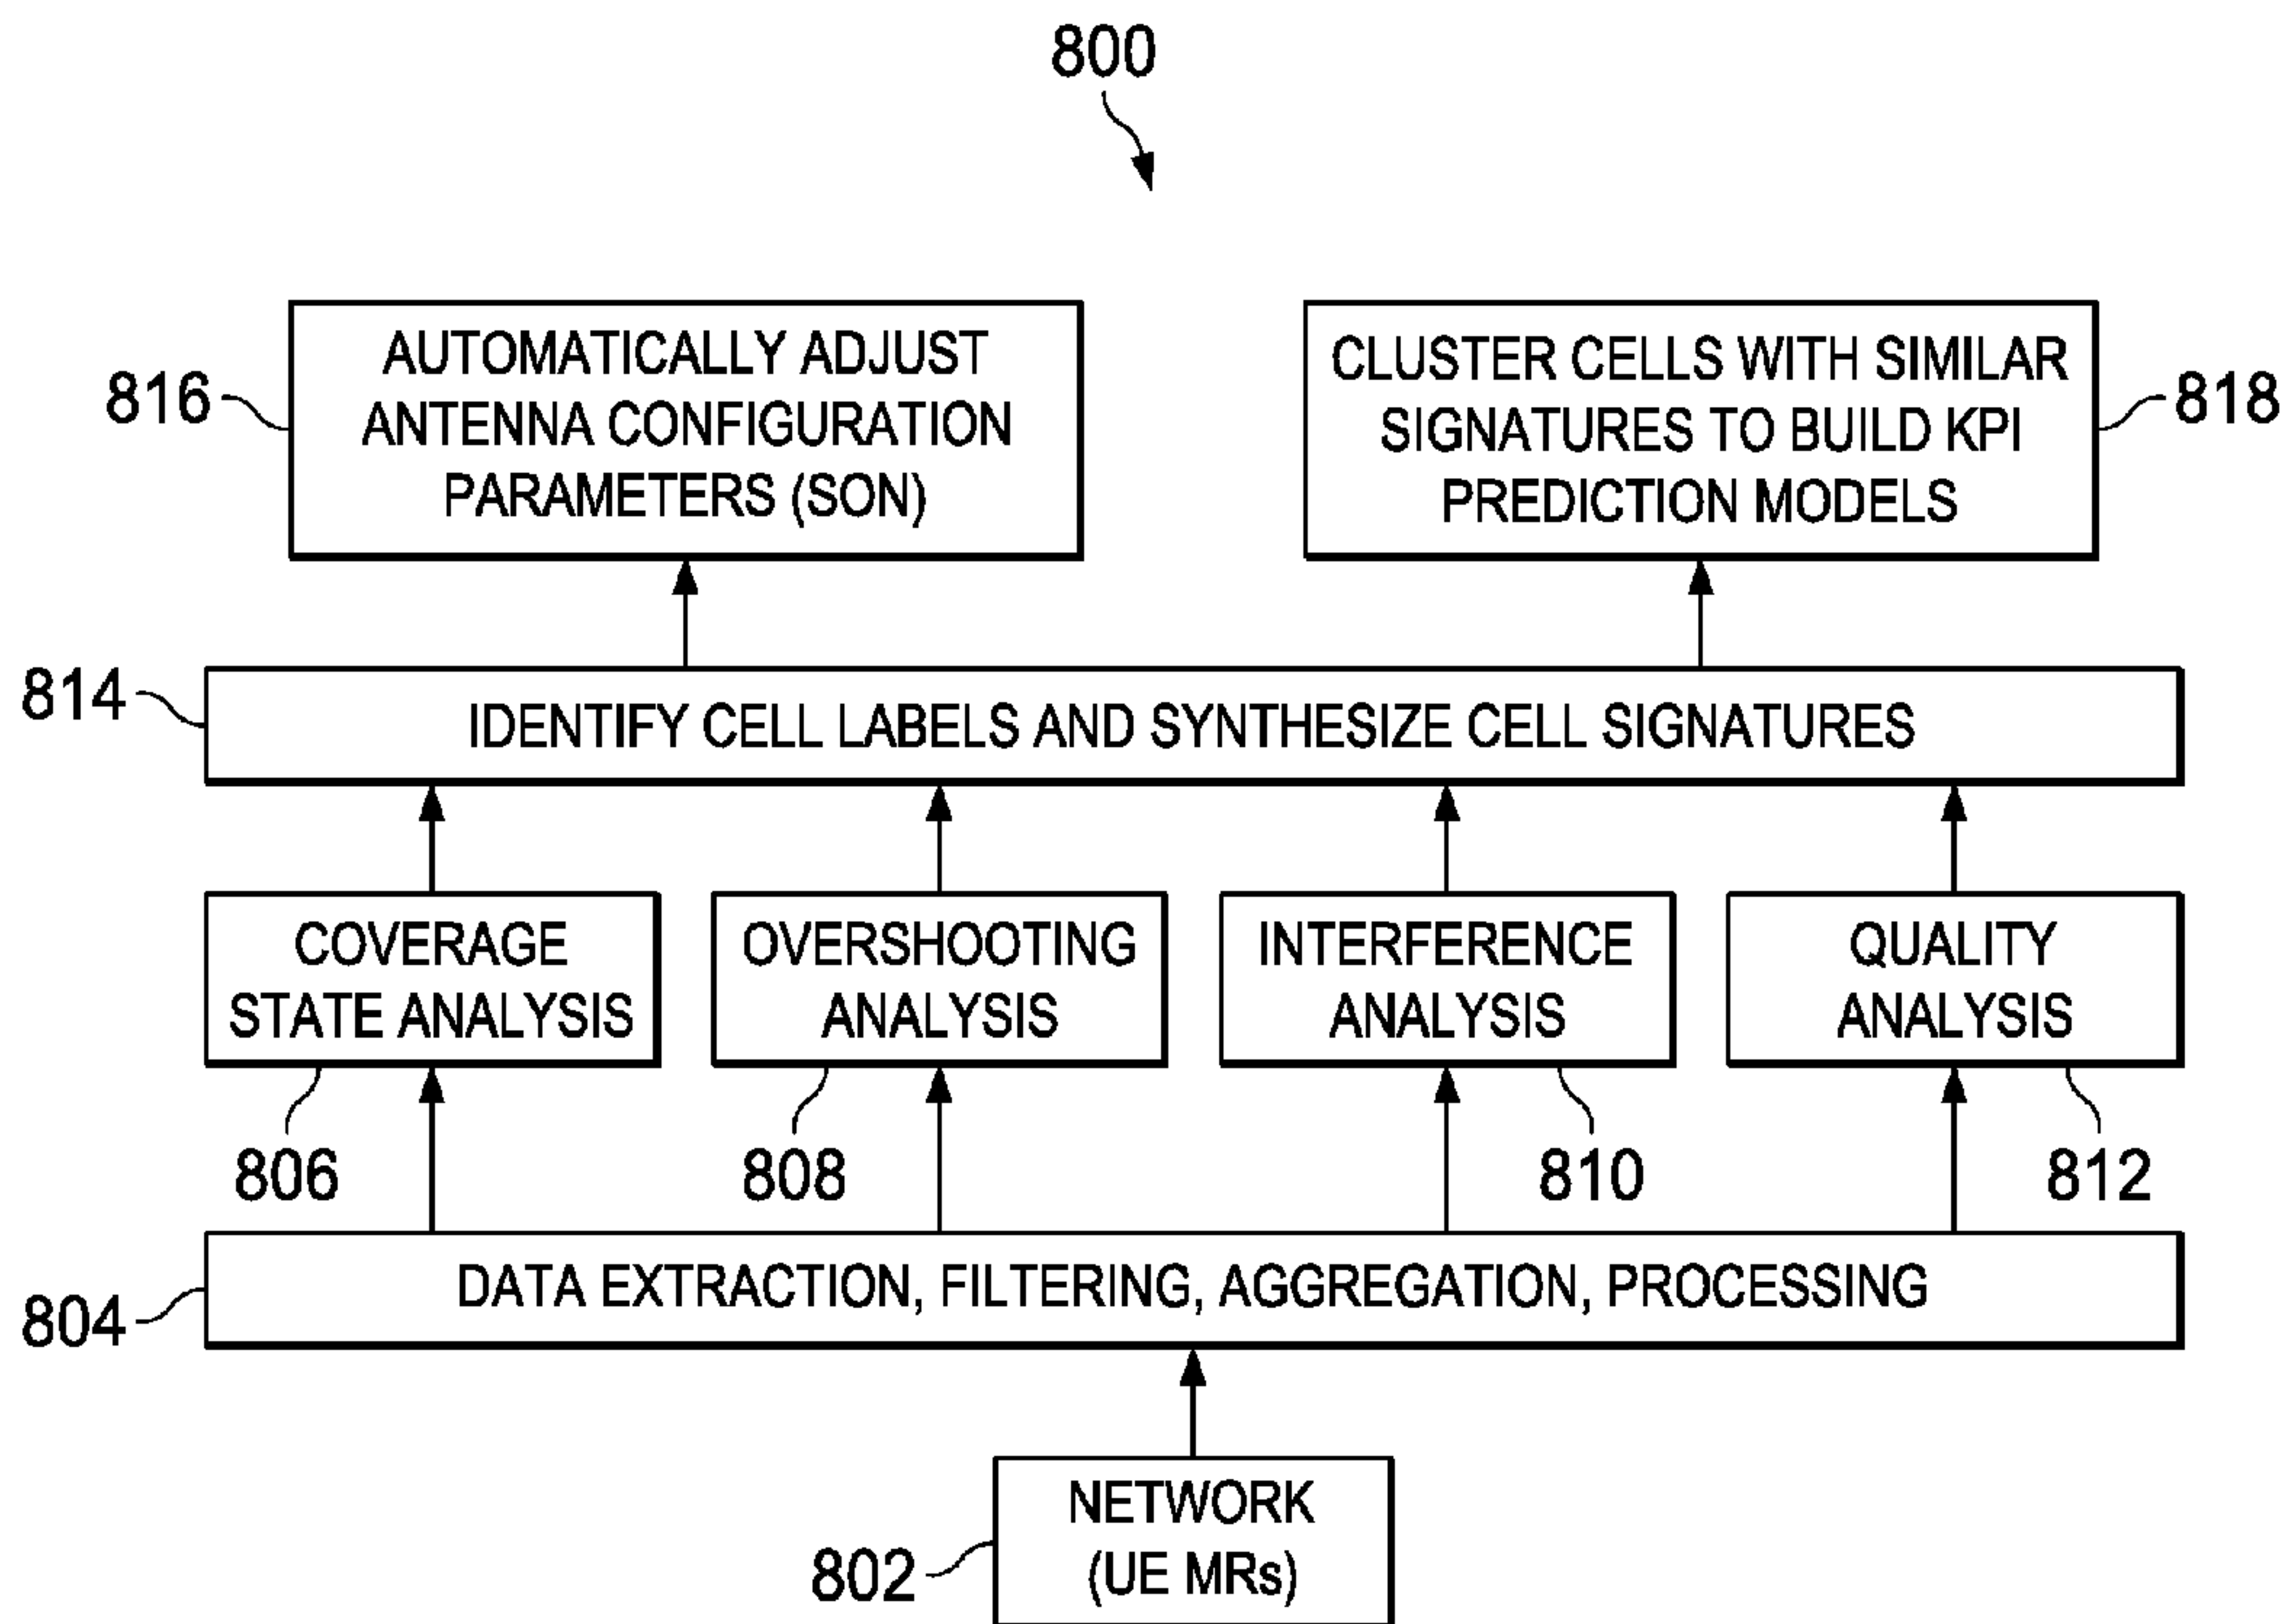 800
AUTOMATICALLY ADJUST
ANTENNA CONFIGURATION
PARAMETERS (SON)
816
CLUSTER CELLS WITH SIMILAR
SIGNATURES TO BUILD KPI
PREDICTION MODELS
818
814
IDENTIFY CELL LABELS AND SYNTHESIZE CELL SIGNATURES
COVERAGE
STATE ANALYSIS
OVERSHOOTING
ANALYSIS
INTERFERENCE
ANALYSIS
QUALITY
ANALYSIS
806
808
810
812
804
DATA EXTRACTION, FILTERING, AGGREGATION, PROCESSING
NETWORK
(UE MRs)
802